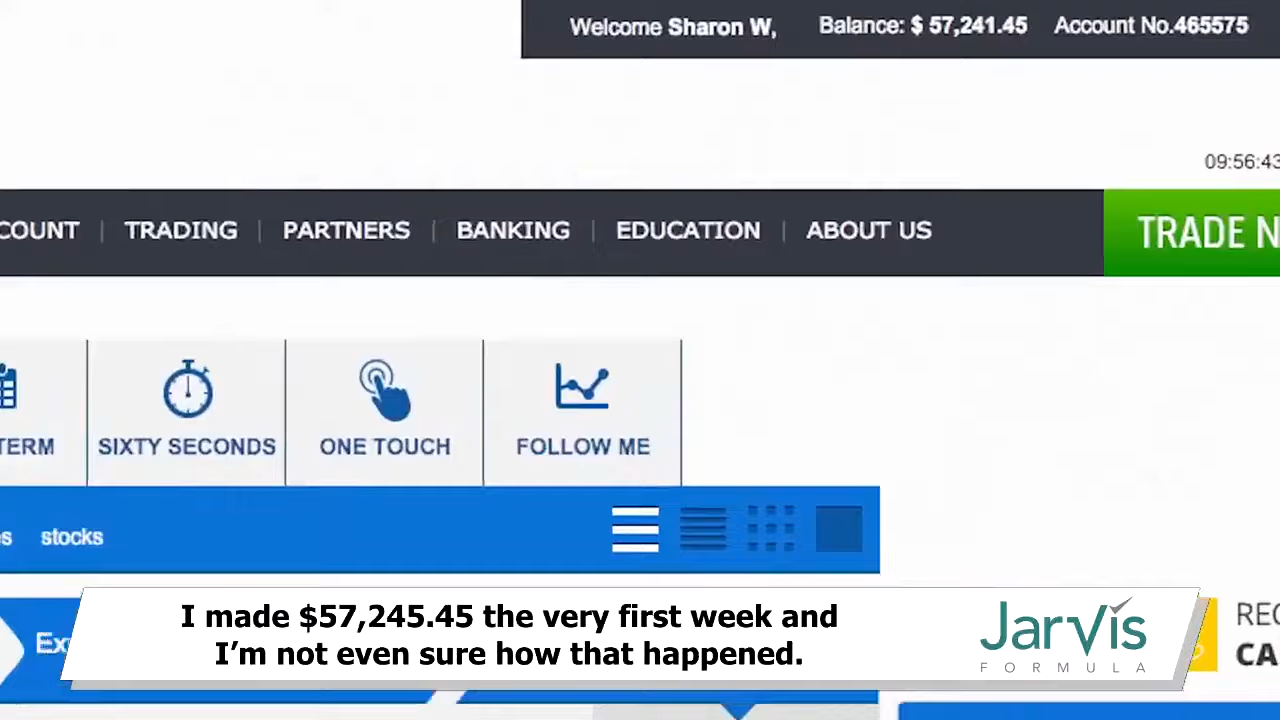 Welcome Sharon W, Balance: $ 57,241.45 Account No.465575
09:56:43
COUNT | TRADING | PARTNERS | BANKING | EDUCATION | ABOUT US TRADE N
TERM SIXTY SECONDS ONE TOUCH FOLLOW ME
s stocks
I made $57,245.45 the very first week and
I'm not even sure how that happened.
Jarvis
FORMULA
Ex
REC
CA